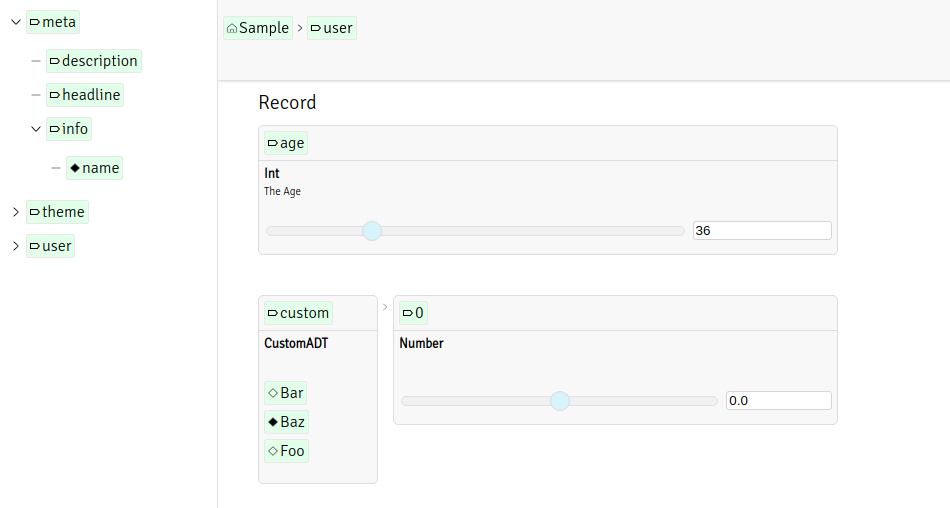 meta
description
headline
info
name
theme
user
Sample > user
Record
age
Int
The Age
36
custom > 0
CustomADT
Number
Bar
Baz
Foo
0.0